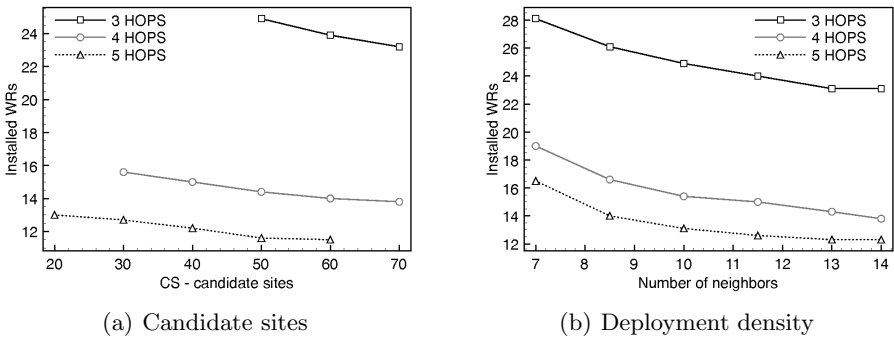 3 HOPS
4 HOPS
5 HOPS
Installed WRs
24
22
20
18
16
14
12
20 30 40 50 60 70
CS - candidate sites
(a) Candidate sites
3 HOPS
4 HOPS
5 HOPS
Installed WRs
28
26
24
22
20
18
16
14
12
7 8 9 10 11 12 13 14
Number of neighbors
(b) Deployment density